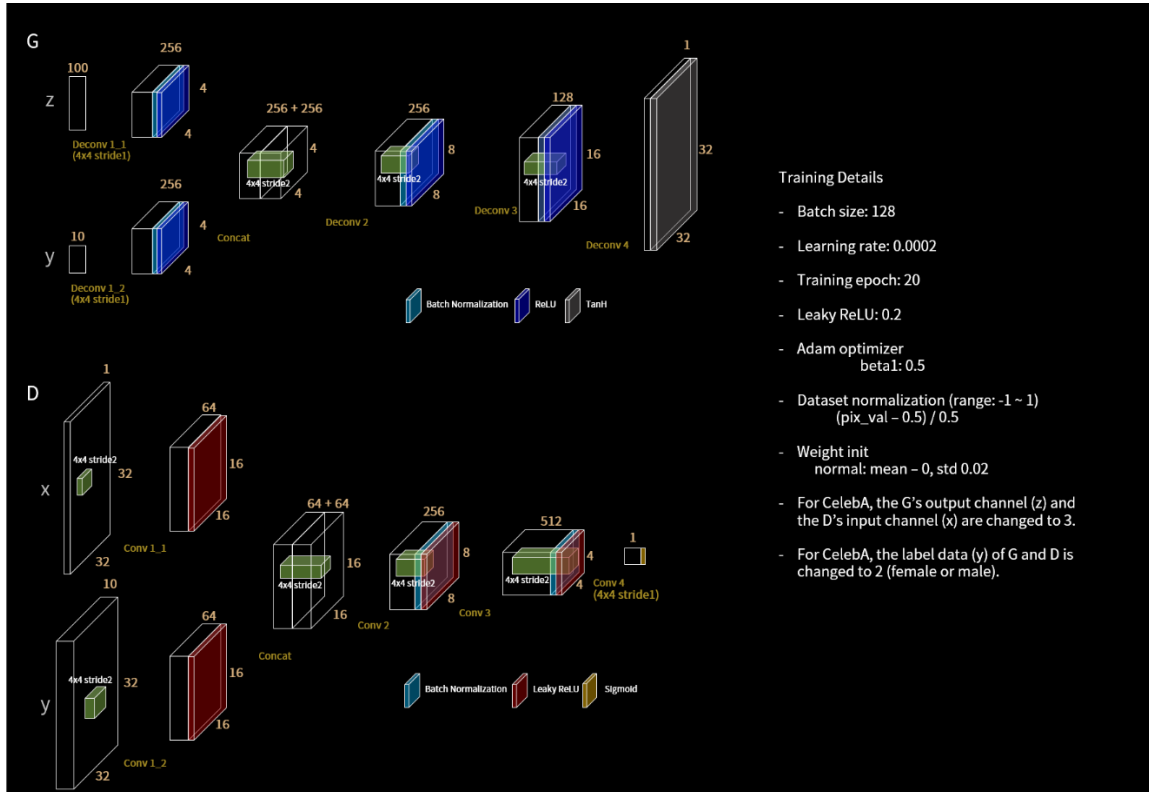 G
z
100
256
4
4
Deconv 1_1
(4x4 stride1)
y
10
256
4
4
Deconv 1_2
(4x4 stride1)
256 + 256
4
4
4x4 stride2
Concat
256
8
8
4x4 stride2
Deconv 2
128
16
16
4x4 stride2
Deconv 3
1
32
32
Deconv 4
Batch Normalization
ReLU
TanH
D
x
1
4x4 stride2
32
32
64
16
16
Conv 1_1
y
10
4x4 stride2
32
32
64
16
16
Conv 1_2
64 + 64
16
16
4x4 stride2
Concat
256
8
8
4x4 stride2
Conv 2
512
4
4
4x4 stride2
Conv 3
1
Conv 4
(4x4 stride1)
Batch Normalization
Leaky ReLU
Sigmoid
Training Details
- Batch size: 128
- Learning rate: 0.0002
- Training epoch: 20
- Leaky ReLU: 0.2
- Adam optimizer
beta1: 0.5
- Dataset normalization (range: -1 ~ 1)
(pix_val – 0.5) / 0.5
- Weight init
normal: mean – 0, std 0.02
- For CelebA, the G's output channel (z) and
the D's input channel (x) are changed to 3.
- For CelebA, the label data (y) of G and D is
changed to 2 (female or male).